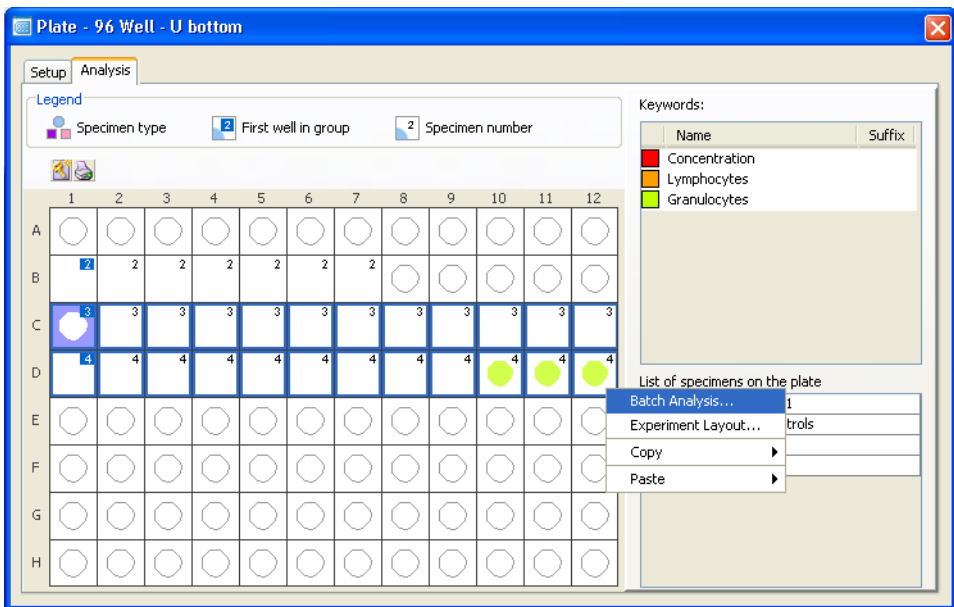 Plate - 96 Well - U bottom
Setup Analysis
Legend
Specimen type 2 First well in group 2 Specimen number
Keywords:
Name Suffix
Concentration
Lymphocytes
Granulocytes
1 2 3 4 5 6 7 8 9 10 11 12
A
B 2 2 2 2 2 2 2
C 3 3 3 3 3 3 3 3 3 3 3 3
D 4 4 4 4 4 4 4 4 4 4 4 4
E
F
G
H
List of specimens on the plate
1
trols
Batch Analysis...
Experiment Layout...
Copy
Paste